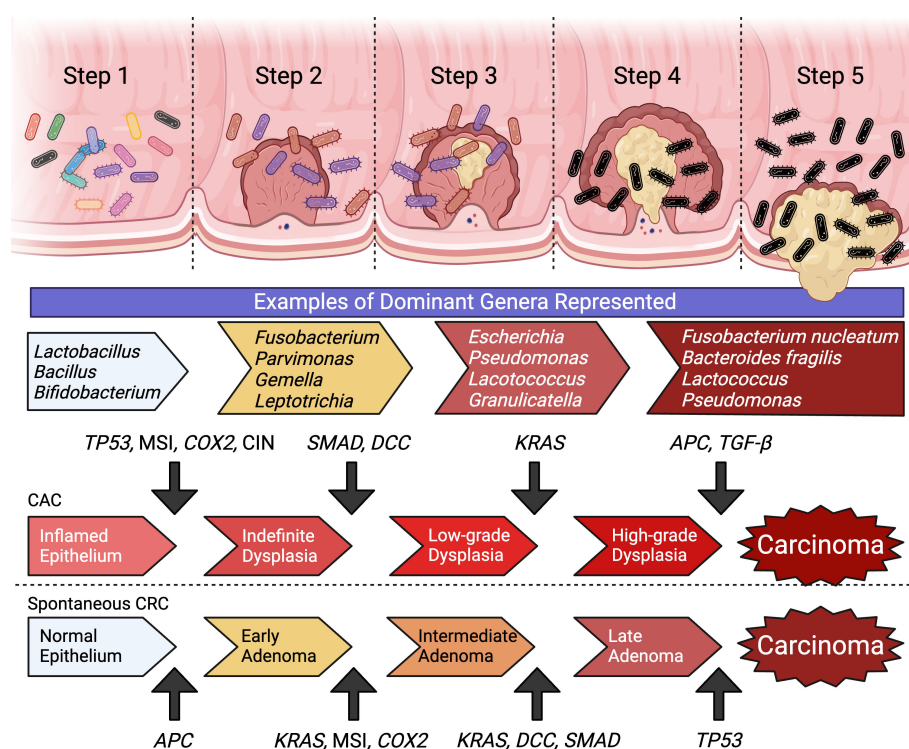 Step 1
Step 2
Step 3
Step 4
Step 5
Examples of Dominant Genera Represented
Lactobacillus
Bacillus
Bifidobacterium
Fusobacterium
Parvimonas
Gemella
Leptotrichia
Escherichia
Pseudomonas
Lacotococcus
Granulicatella
Fusobacterium nucleatum
Bacteroides fragilis
Lactococcus
Pseudomonas
TP53, MSI, COX2, CIN
SMAD, DCC
KRAS
APC, TGF-β
CAC
Inflamed
Epithelium
Indefinite
Dysplasia
Low-grade
Dysplasia
High-grade
Dysplasia
Carcinoma
Spontaneous CRC
Normal
Epithelium
Early
Adenoma
Intermediate
Adenoma
Late
Adenoma
Carcinoma
APC
KRAS, MSI, COX2
KRAS, DCC, SMAD
TP53